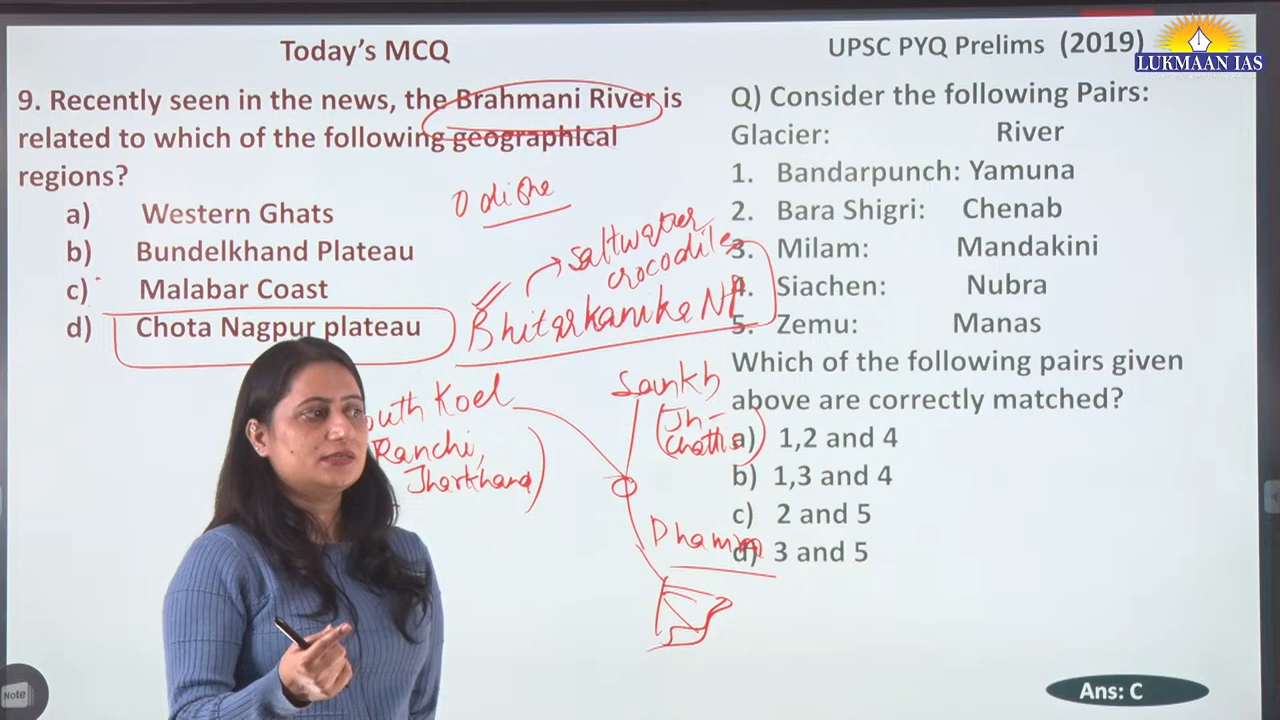 Today's MCQ
UPSC PYQ Prelims (2019)
LUKMAAN IAS
9. Recently seen in the news, the Brahmani River is
related to which of the following geographical
regions?
a) Western Ghats
b) Bundelkhand Plateau
c) Malabar Coast
d) Chota Nagpur plateau
saltwater
crocodile
Bhitarkanika NP
South Koel
Ranchi,
Jharkhand
Sankh
Q) Consider the following Pairs:
Glacier: River
1. Bandarpunch: Yamuna
2. Bara Shigri: Chenab
3. Milam: Mandakini
4. Siachen: Nubra
5. Zemu: Manas
Which of the following pairs given
above are correctly matched?
a) 1,2 and 4
b) 1,3 and 4
c) 2 and 5
d) 3 and 5
Ans: C
Note